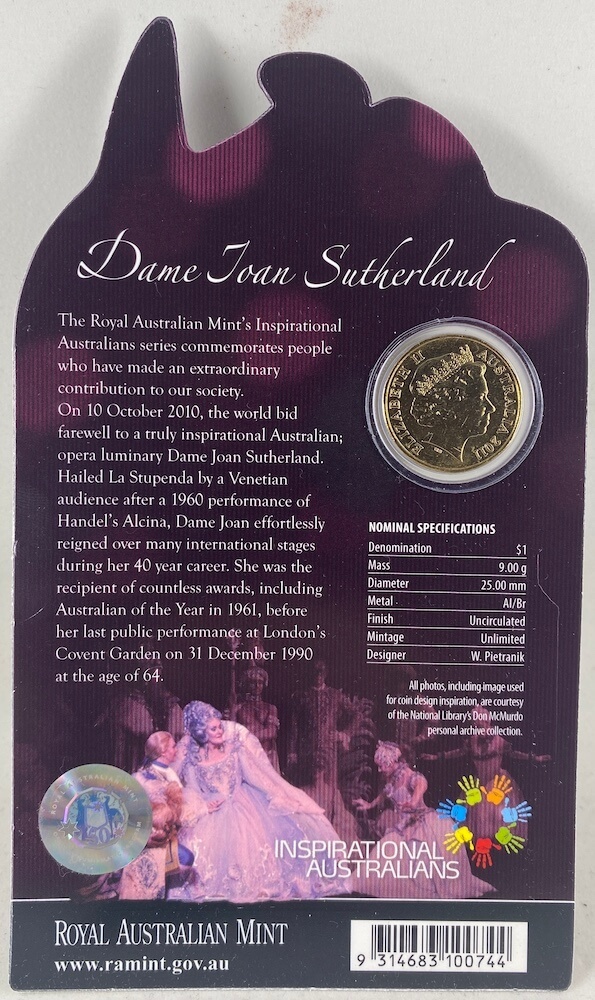 Dame Joan Sutherland
The Royal Australian Mint's Inspirational
Australians series commemorates people
who have made an extraordinary
contribution to our society.
On 10 October 2010, the world bid
farewell to a truly inspirational Australian;
opera luminary Dame Joan Sutherland.
Hailed La Stupenda by a Venetian
audience after a 1960 performance of
Handel's Alcina, Dame Joan effortlessly
reigned over many international stages
during her 40 year career. She was the
recipient of countless awards, including
Australian of the Year in 1961, before
her last public performance at London's
Covent Garden on 31 December 1990
at the age of 64.
ELIZABETH II AUSTRALIA 2011
NOMINAL SPECIFICATIONS
Denomination $1
Mass 9.00 g
Diameter 25.00 mm
Metal Al/Br
Finish Uncirculated
Mintage Unlimited
Designer W. Pietranik
All photos, including image used
for coin design inspiration, are courtesy
of the National Library's Don McMurdo
personal archive collection.
ROYAL AUSTRALIAN MINT
INSPIRATIONAL
AUSTRALIANS
ROYAL AUSTRALIAN MINT
www.ramint.gov.au
9 314683 100744